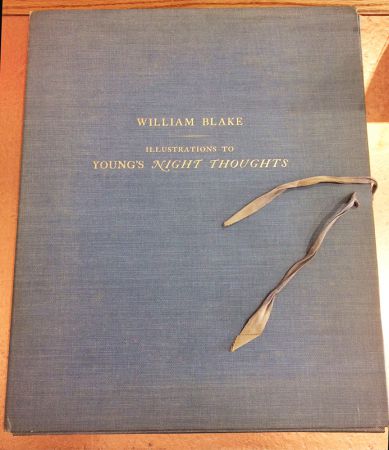 WILLIAM BLAKE
ILLUSTRATIONS TO
YOUNG'S NIGHT THOUGHTS